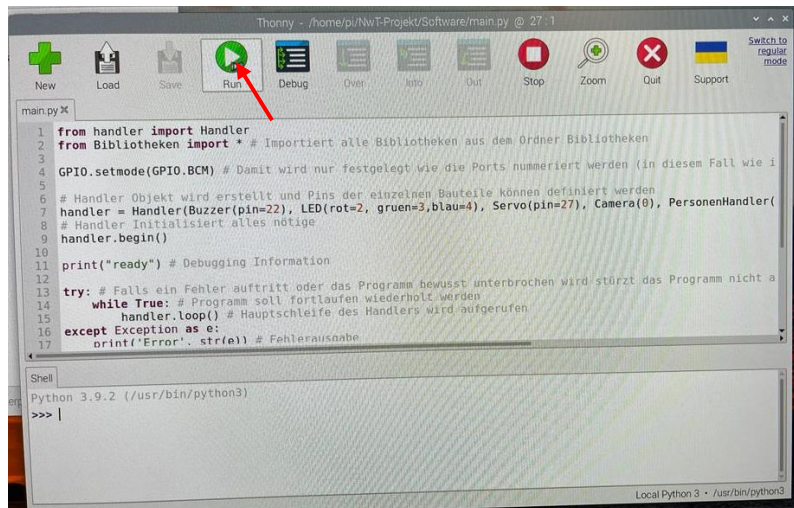 Thonny - /home/pi/NwT-Projekt/Software/main.py @ 27:1
New Load Save Run Debug Over Into Out Stop Zoom Quit Support
Switch to
regular
mode
main.py
1 from handler import Handler
2 from Bibliotheken import * # Importiert alle Bibliotheken aus dem Ordner Bibliotheken
3
4 GPIO.setmode(GPIO.BCM) # Damit wird nur festgelegt wie die Ports nummeriert werden (in diesem Fall wie i
5
6 # Handler Objekt wird erstellt und Pins der einzelnen Bauteile können definiert werden
7 handler = Handler(Buzzer(pin=22), LED(rot=2, gruen=3,blau=4), Servo(pin=27), Camera(0), PersonenHandler(
8 # Handler Initialisiert alles nötige
9 handler.begin()
10
11 print("ready") # Debugging Information
12
13 try: # Falls ein Fehler auftritt oder das Programm bewusst unterbrochen wird stürzt das Programm nicht a
14 while True: # Programm soll fortlaufen wiederholt werden
15 handler.loop() # Hauptschleife des Handlers wird aufgerufen
16 except Exception as e:
17 print('Error', str(e)) # Fehlerausgabe
Shell
Python 3.9.2 (/usr/bin/python3)
>>>
Local Python 3 • /usr/bin/python3